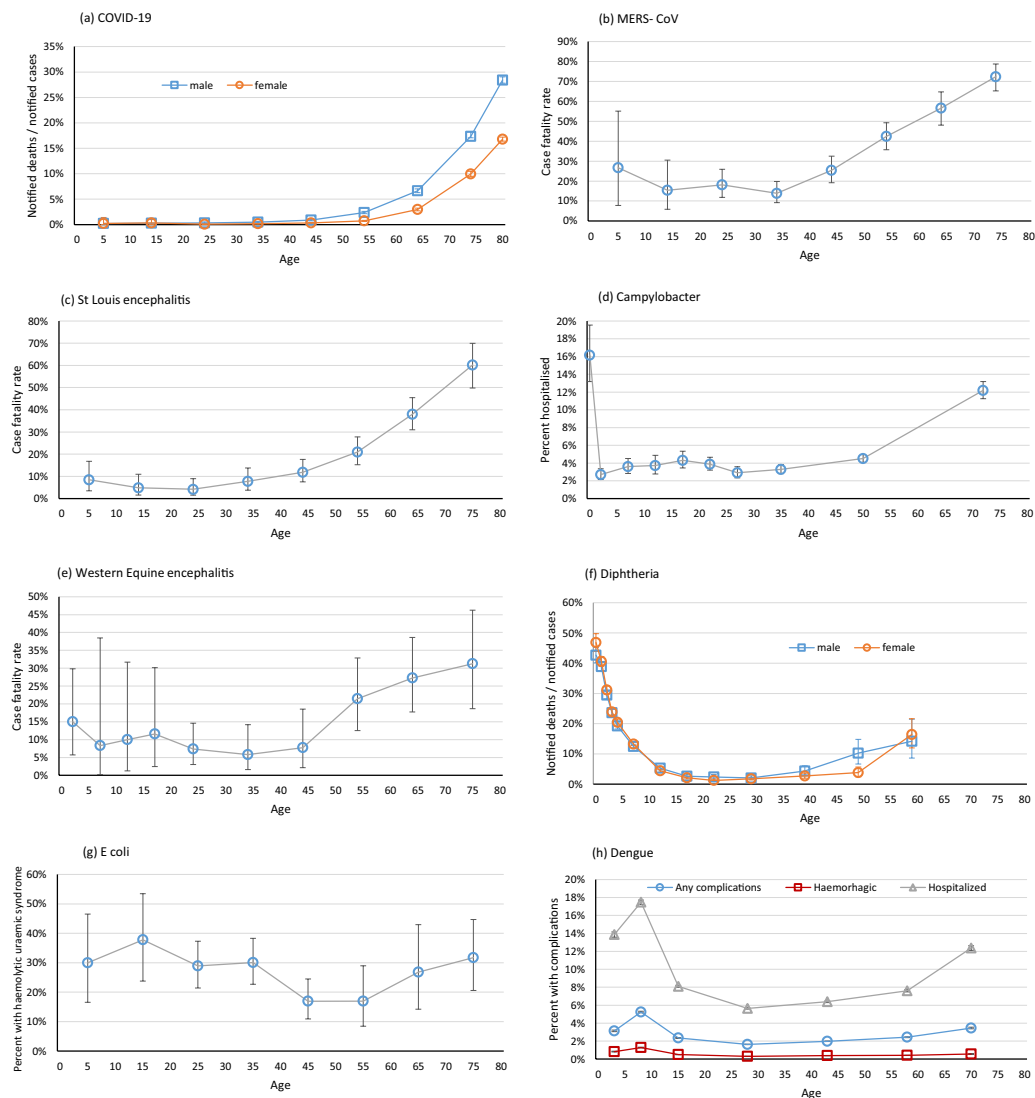 (a) COVID-19
Notified deaths / notified cases
35%
30%
25%
20%
15%
10%
5%
0%
male
female
0 5 15 25 35 45 55 65 75 80
Age
(b) MERS- CoV
Case fatality rate
90%
80%
70%
60%
50%
40%
30%
20%
10%
0%
0 5 10 15 20 25 30 35 40 45 50 55 60 65 70 75 80
Age
(c) St Louis encephalitis
Case fatality rate
80%
70%
60%
50%
40%
30%
20%
10%
0%
0 5 10 15 20 25 30 35 40 45 50 55 60 65 70 75 80
Age
(d) Campylobacter
Percent hospitalised
20%
18%
16%
14%
12%
10%
8%
6%
4%
2%
0%
0 5 10 15 20 25 30 35 40 45 50 55 60 65 70 75 80
Age
(e) Western Equine encephalitis
Case fatality rate
50%
45%
40%
35%
30%
25%
20%
15%
10%
5%
0%
0 5 10 15 20 25 30 35 40 45 50 55 60 65 70 75 80
Age
(f) Diphtheria
Notified deaths / notified cases
60%
50%
40%
30%
20%
10%
0%
male
female
0 5 10 15 20 25 30 35 40 45 50 55 60 65 70 75 80
Age
(g) E coli
Percent with haemolytic uraemic syndrome
60%
50%
40%
30%
20%
10%
0%
0 5 10 15 20 25 30 35 40 45 50 55 60 65 70 75 80
Age
(h) Dengue
Percent with complications
20%
18%
16%
14%
12%
10%
8%
6%
4%
2%
0%
Any complications
Haemorhagic
Hospitalized
0 5 10 15 20 25 30 35 40 45 50 55 60 65 70 75 80
Age